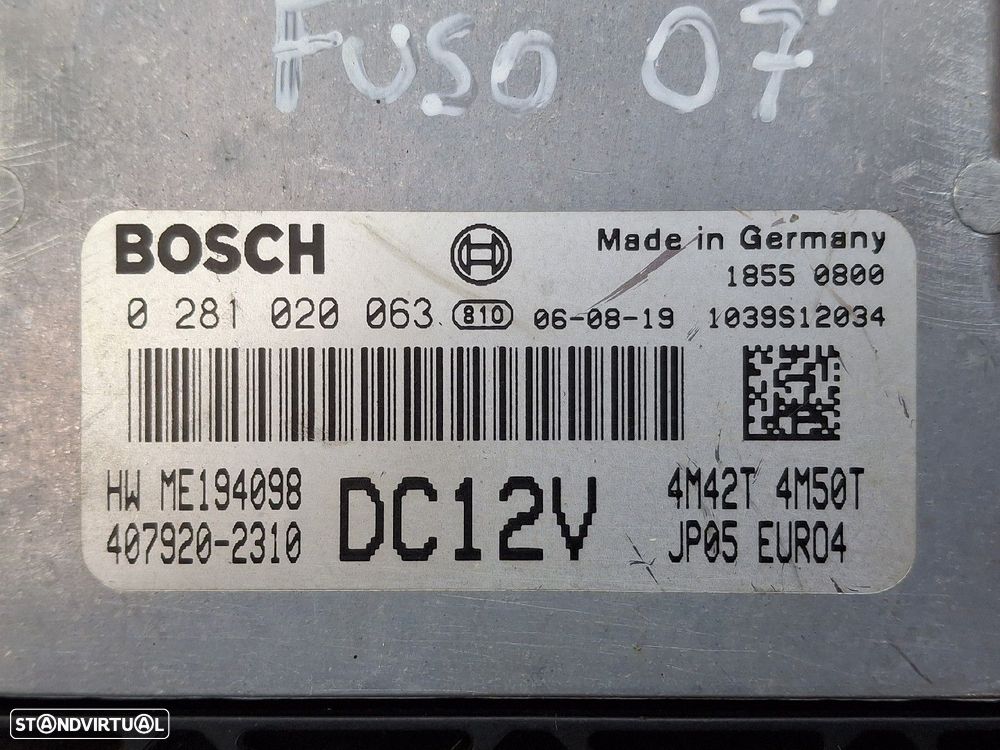 FUSO 07
BOSCH
Made in Germany
1855 0800
0 281 020 063 810 06-08-19 1039S12034
HW ME194098
407920-2310
DC12V
4M42T 4M50T
JP05 EURO4
STANDVIRTUAL